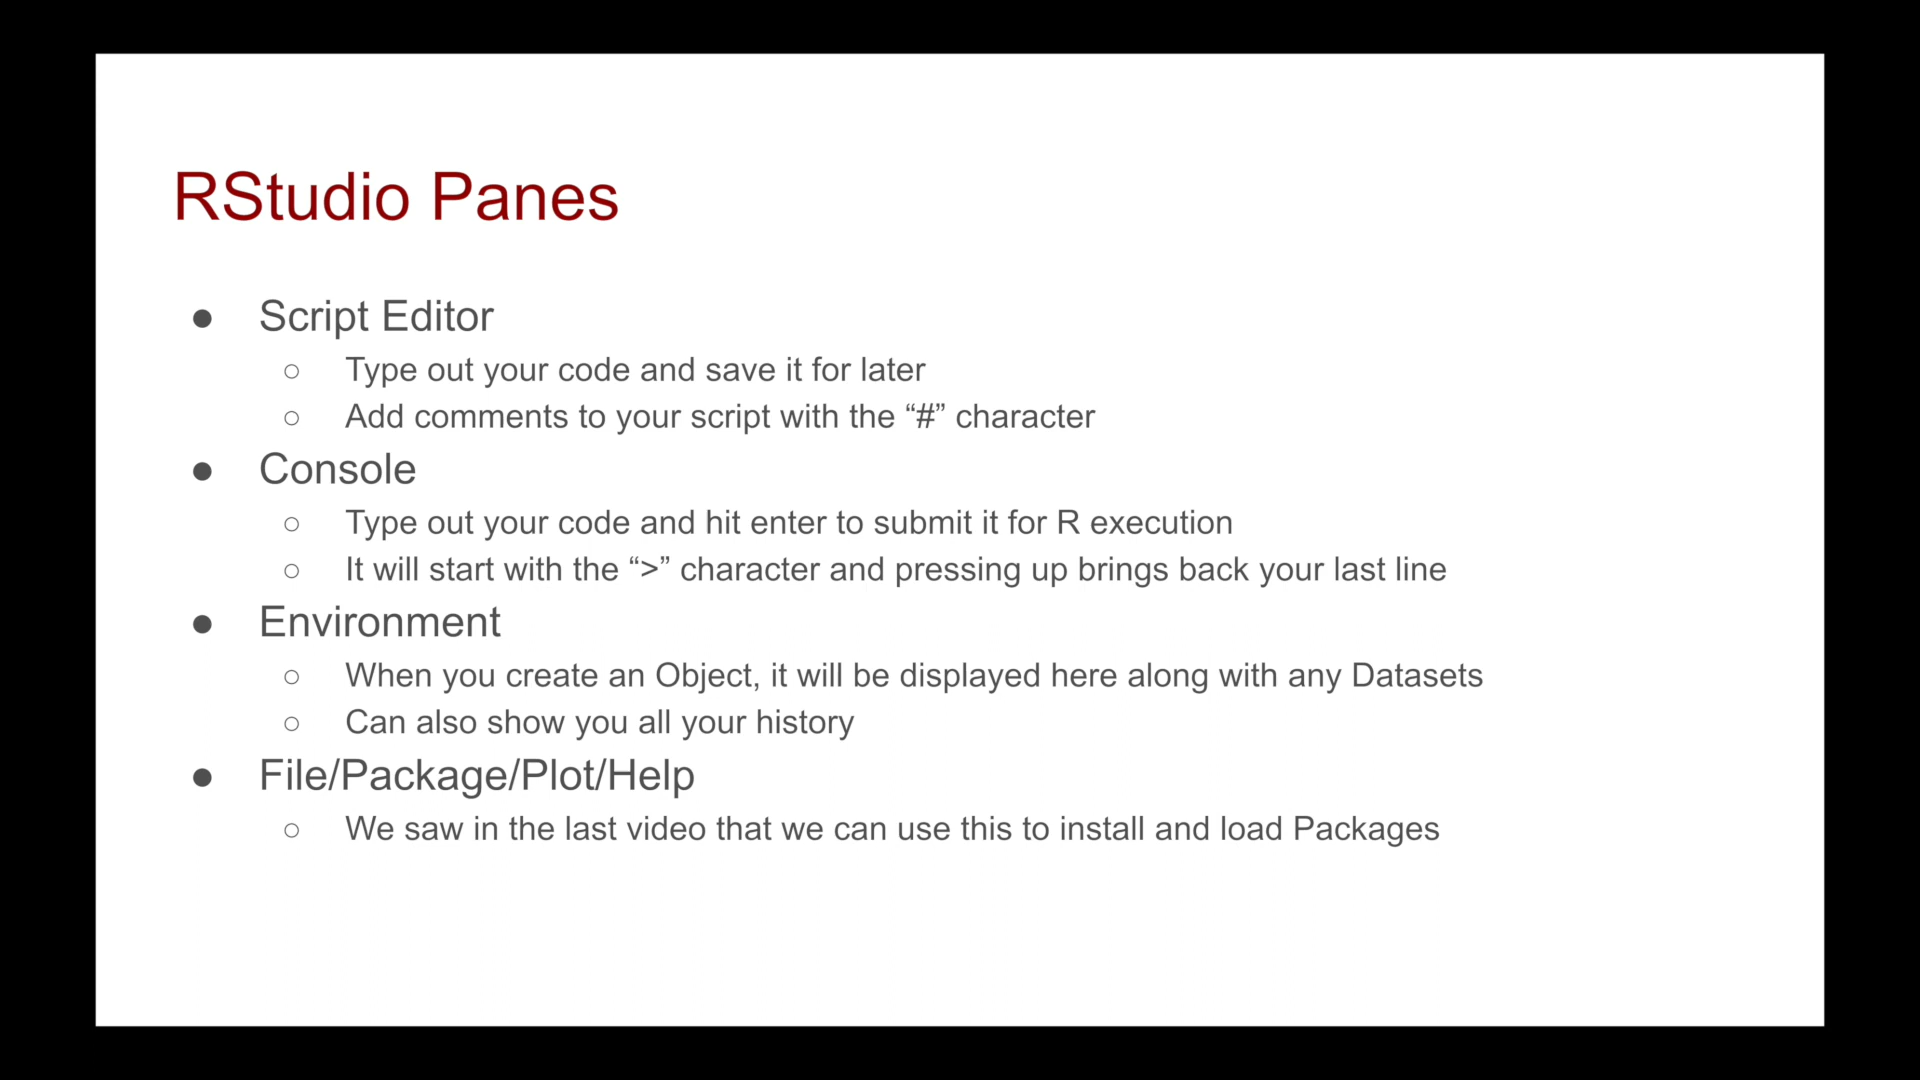 RStudio Panes
● Script Editor
○ Type out your code and save it for later
○ Add comments to your script with the “#” character
● Console
○ Type out your code and hit enter to submit it for R execution
○ It will start with the “>” character and pressing up brings back your last line
● Environment
○ When you create an Object, it will be displayed here along with any Datasets
○ Can also show you all your history
● File/Package/Plot/Help
○ We saw in the last video that we can use this to install and load Packages